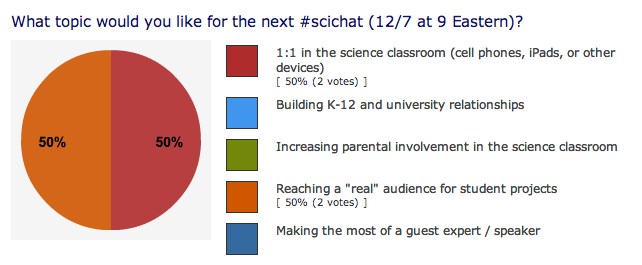 What topic would you like for the next #scichat (12/7 at 9 Eastern)?
50%
50%
1:1 in the science classroom (cell phones, iPads, or other
devices)
[ 50% (2 votes) ]
Building K-12 and university relationships
Increasing parental involvement in the science classroom
Reaching a "real" audience for student projects
[ 50% (2 votes) ]
Making the most of a guest expert / speaker